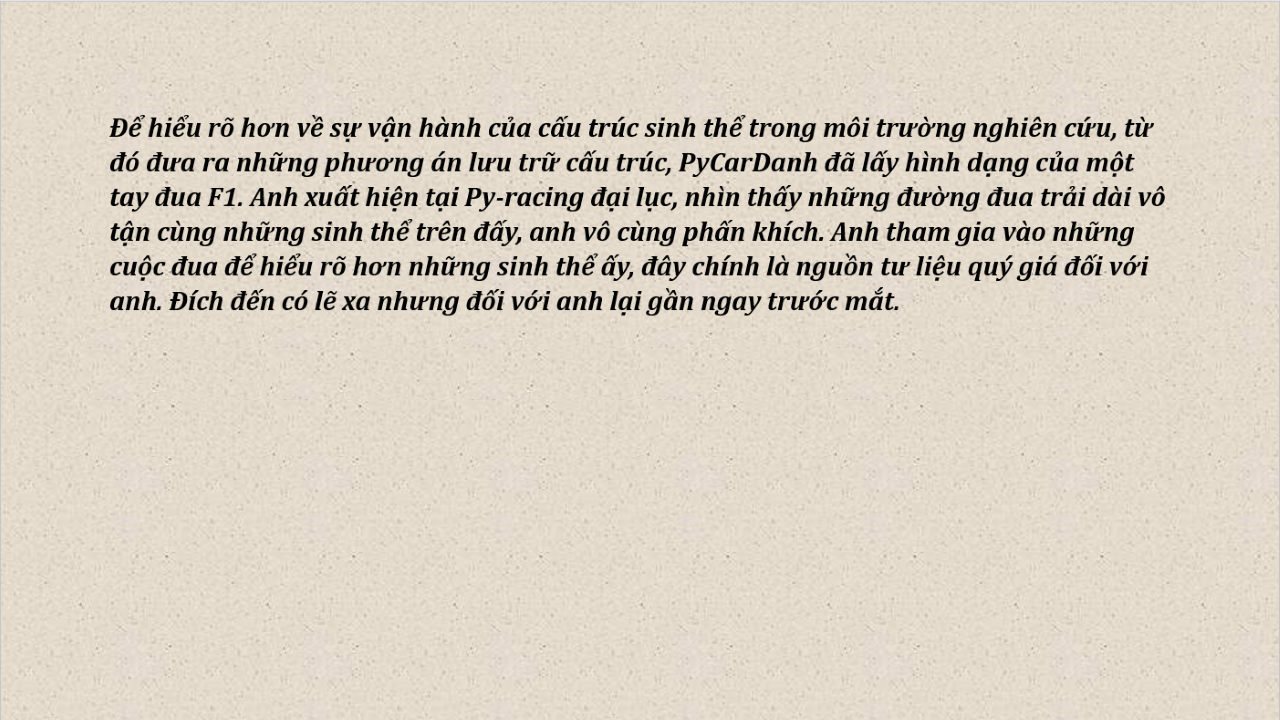 Để hiểu rõ hơn về sự vận hành của cấu trúc sinh thể trong môi trường nghiên cứu, từ
đó đưa ra những phương án lưu trữ cấu trúc, PyCarDanh đã lấy hình dạng của một
tay đua F1. Anh xuất hiện tại Py-racing đại lục, nhìn thấy những đường đua trải dài vô
tận cùng những sinh thể trên đấy, anh vô cùng phấn khích. Anh tham gia vào những
cuộc đua để hiểu rõ hơn những sinh thể ấy, đây chính là nguồn tư liệu quý giá đối với
anh. Đích đến có lẽ xa nhưng đối với anh lại gần ngay trước mắt.